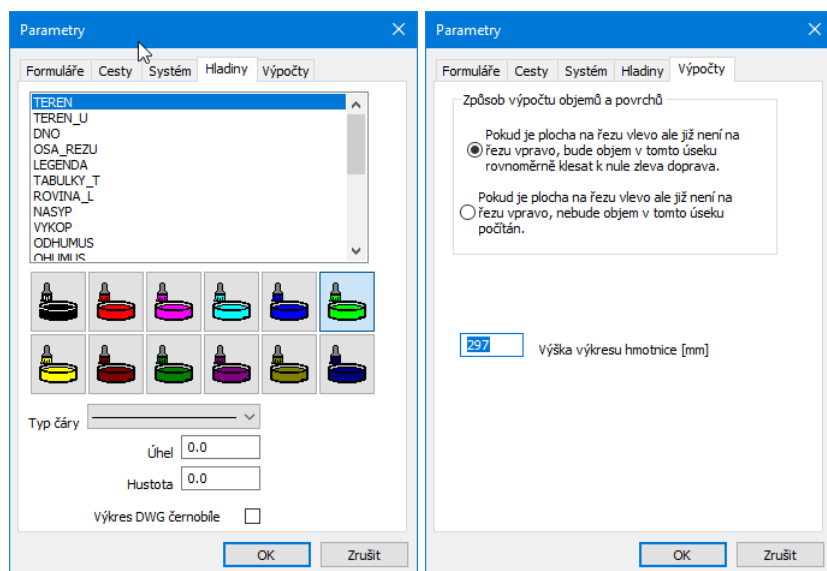 Parametry
Formuláře Cesty Systém Hladiny Výpočty
TEREN
TEREN_U
DNO
OSA_REZU
LEGENDA
TABULKY_T
ROVINA_L
NASYP
VYKOP
ODHUMUS
OHUMUS
Typ čáry
Úhel 0.0
Hustota 0.0
Výkres DWG černobíle
OK Zrušit
Parametry
Formuláře Cesty Systém Hladiny Výpočty
Způsob výpočtu objemů a povrchů
Pokud je plocha na řezu vlevo ale již není na
řezu vpravo, bude objem v tomto úseku
rovnoměrně klesat k nule zleva doprava.
Pokud je plocha na řezu vlevo ale již není na
řezu vpravo, nebude objem v tomto úseku
počítán.
297 Výška výkresu hmotnice [mm]
OK Zrušit